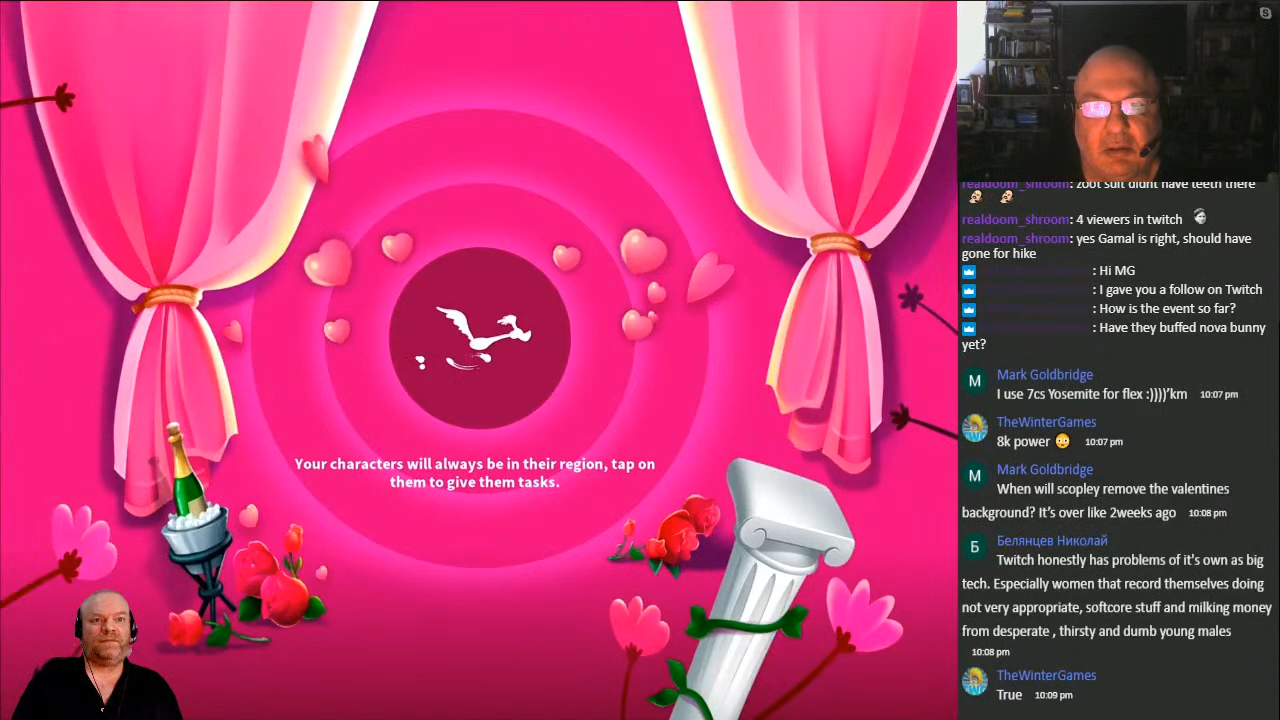 Your characters will always be in their region, tap on
them to give them tasks.
realdoom_shroom: zoot suit didnt have teeth there
realdoom_shroom: 4 viewers in twitch
realdoom_shroom: yes Gamal is right, should have
gone for hike
: Hi MG
: I gave you a follow on Twitch
: How is the event so far?
: Have they buffed nova bunny
yet?
M Mark Goldbridge
I use 7cs Yosemite for flex :))))’km 10:07 pm
TheWinterGames
8k power 😳 10:07 pm
M Mark Goldbridge
When will scopley remove the valentines
background? It’s over like 2weeks ago 10:08 pm
Б Белянцев Николай
Twitch honestly has problems of it's own as big
tech. Especially women that record themselves doing
not very appropriate, softcore stuff and milking money
from desperate , thirsty and dumb young males
10:08 pm
TheWinterGames
True 10:09 pm